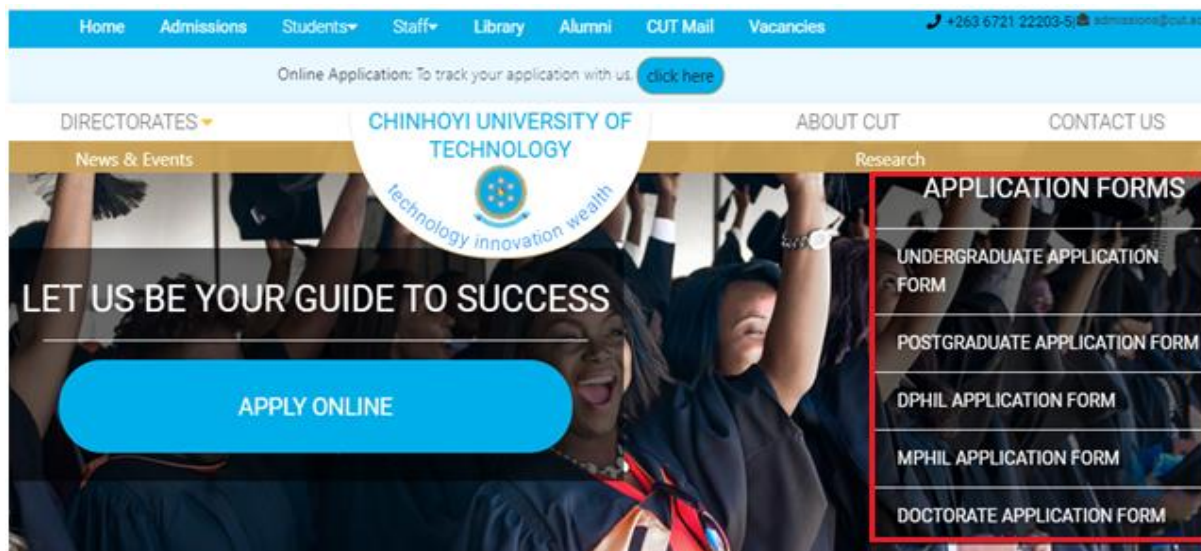 Home Admissions Students Staff Library Alumni CUT Mail Vacancies +263 6721 22203-5|
Online Application: To track your application with us. click here
DIRECTORATES CHINHOYI UNIVERSITY OF TECHNOLOGY ABOUT CUT CONTACT US
News & Events Research
technology innovation wealth
APPLICATION FORMS
UNDERGRADUATE APPLICATION
FORM
POSTGRADUATE APPLICATION FORM
DPHIL APPLICATION FORM
MPHIL APPLICATION FORM
DOCTORATE APPLICATION FORM
LET US BE YOUR GUIDE TO SUCCESS
APPLY ONLINE